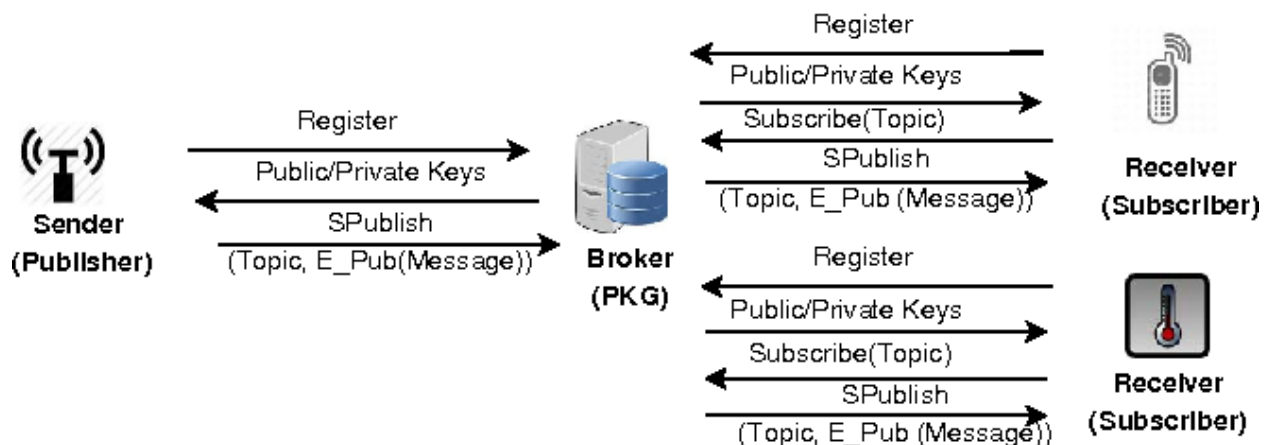 Register
Public/Private Keys
SPublish
(Topic, E_Pub(Message))
Sender
(Publisher)
Broker
(PKG)
Register
Public/Private Keys
Subscribe(Topic)
SPublish
(Topic, E_Pub (Message))
Receiver
(Subscriber)
Register
Public/Private Keys
Subscribe(Topic)
SPublish
(Topic, E_Pub (Message))
Receiver
(Subscriber)